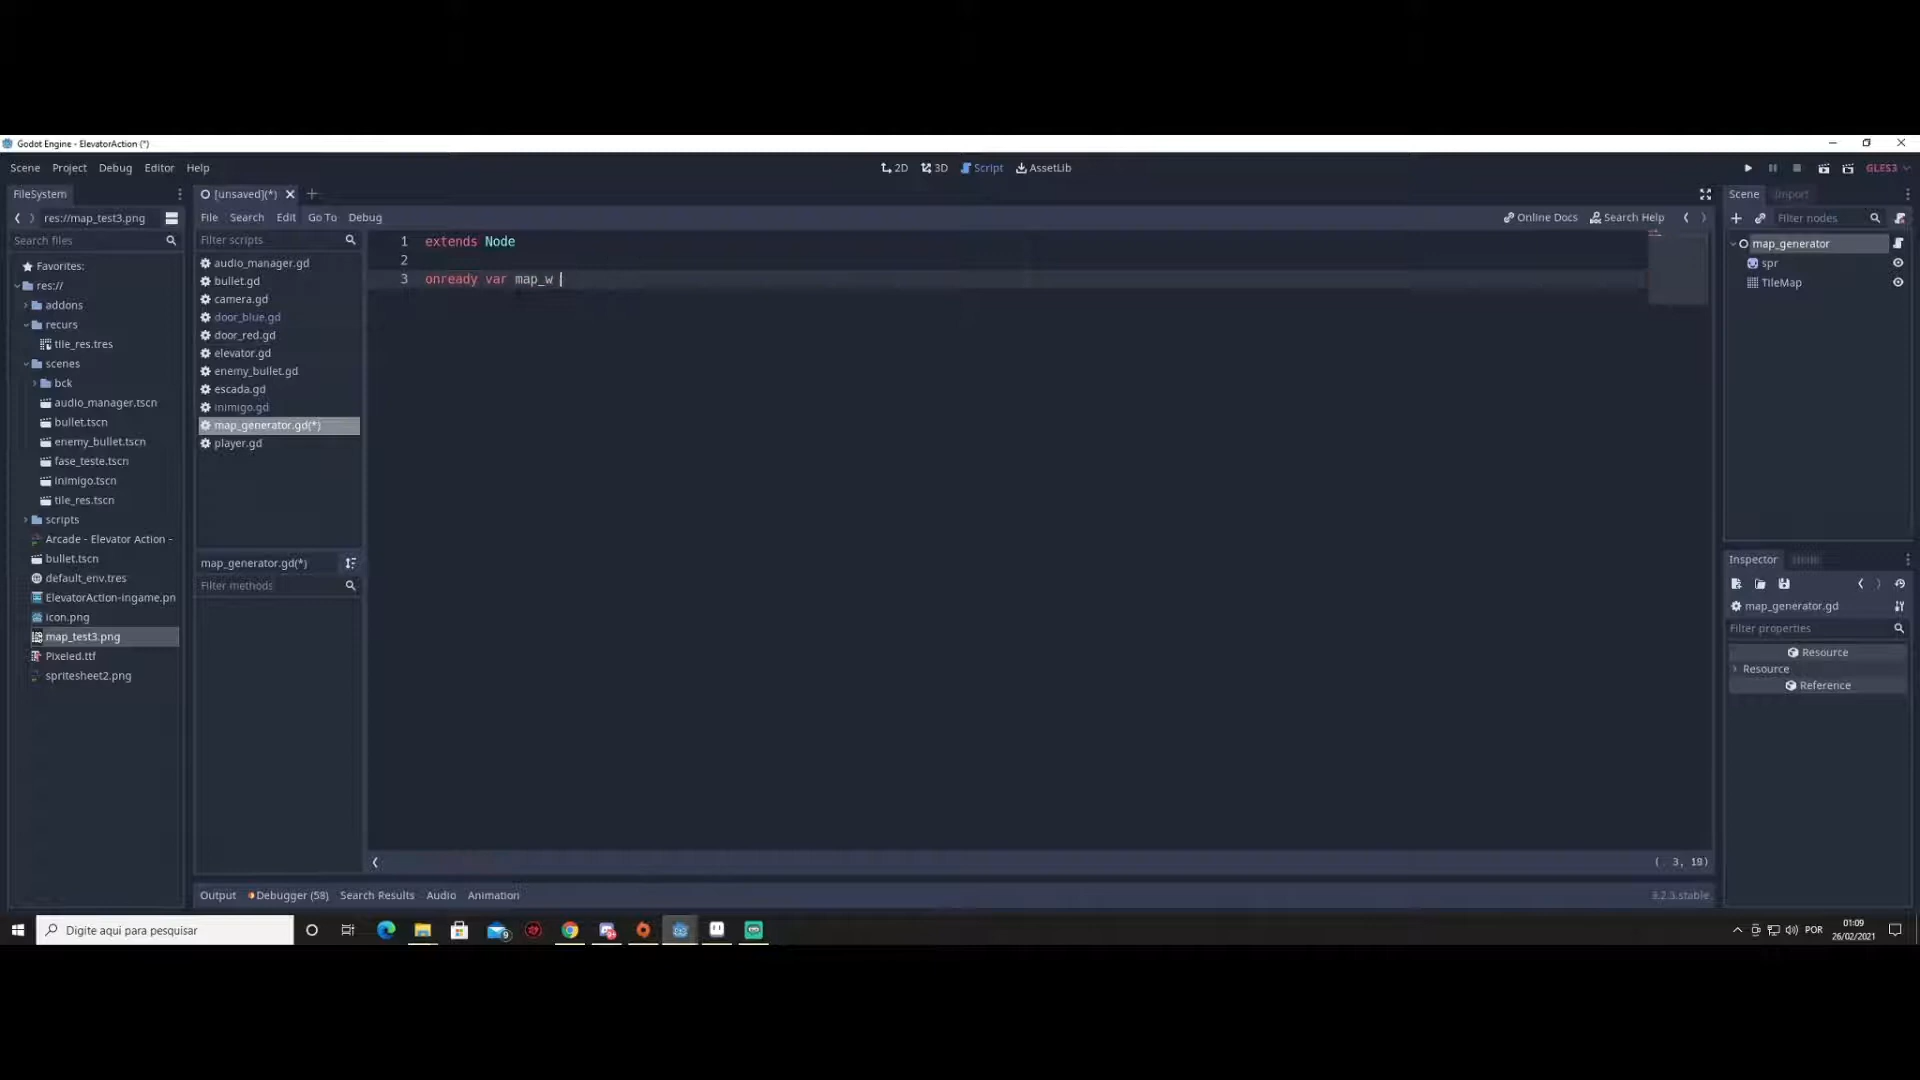 Godot Engine - ElevatorAction (*)
Scene Project Debug Editor Help
2D 3D Script AssetLib
GLES3
FileSystem
[unsaved](*)
Scene Import
res://map_test3.png
File Search Edit Go To Debug
Online Docs Search Help
Filter nodes
Search files
Filter scripts
1 extends Node
2
3 onready var map_w
map_generator
spr
TileMap
Favorites:
res://
addons
recurs
tile_res.tres
scenes
bck
audio_manager.tscn
bullet.tscn
enemy_bullet.tscn
fase_teste.tscn
inimigo.tscn
tile_res.tscn
scripts
Arcade - Elevator Action -
bullet.tscn
default_env.tres
ElevatorAction-ingame.pn
icon.png
map_test3.png
Pixeled.ttf
spritesheet2.png
audio_manager.gd
bullet.gd
camera.gd
door_blue.gd
door_red.gd
elevator.gd
enemy_bullet.gd
escada.gd
inimigo.gd
map_generator.gd(*)
player.gd
map_generator.gd(*)
Filter methods
Inspector
map_generator.gd
Filter properties
Resource
Resource
Reference
( 3, 19)
Output Debugger (58) Search Results Audio Animation
3.2.3.stable
Digite aqui para pesquisar
9
POR
01:09
26/02/2021